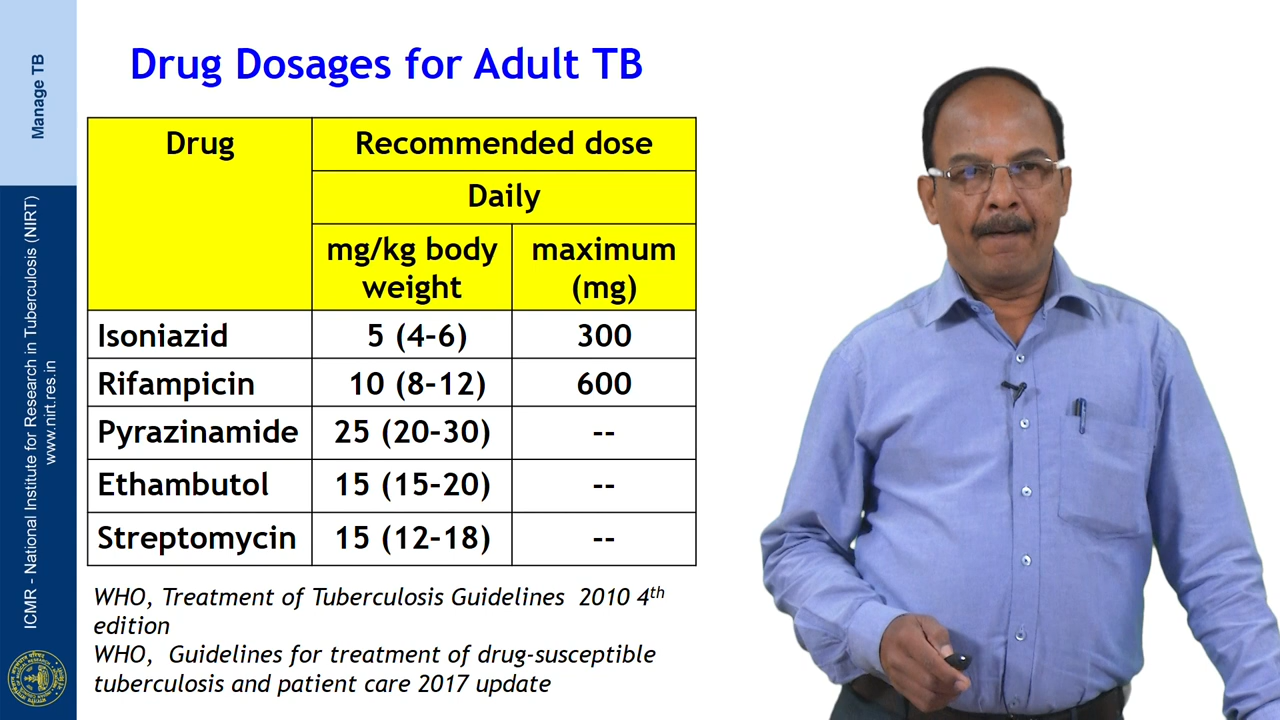 Manage TB
ICMR - National Institute for Research in Tuberculosis (NIRT)
www.nirt.res.in
Drug Dosages for Adult TB
Drug
Recommended dose
Daily
mg/kg body
weight
maximum
(mg)
Isoniazid 5 (4–6) 300
Rifampicin 10 (8–12) 600
Pyrazinamide 25 (20–30) --
Ethambutol 15 (15–20) --
Streptomycin 15 (12–18) --
WHO, Treatment of Tuberculosis Guidelines 2010 4th
edition
WHO, Guidelines for treatment of drug-susceptible
tuberculosis and patient care 2017 update